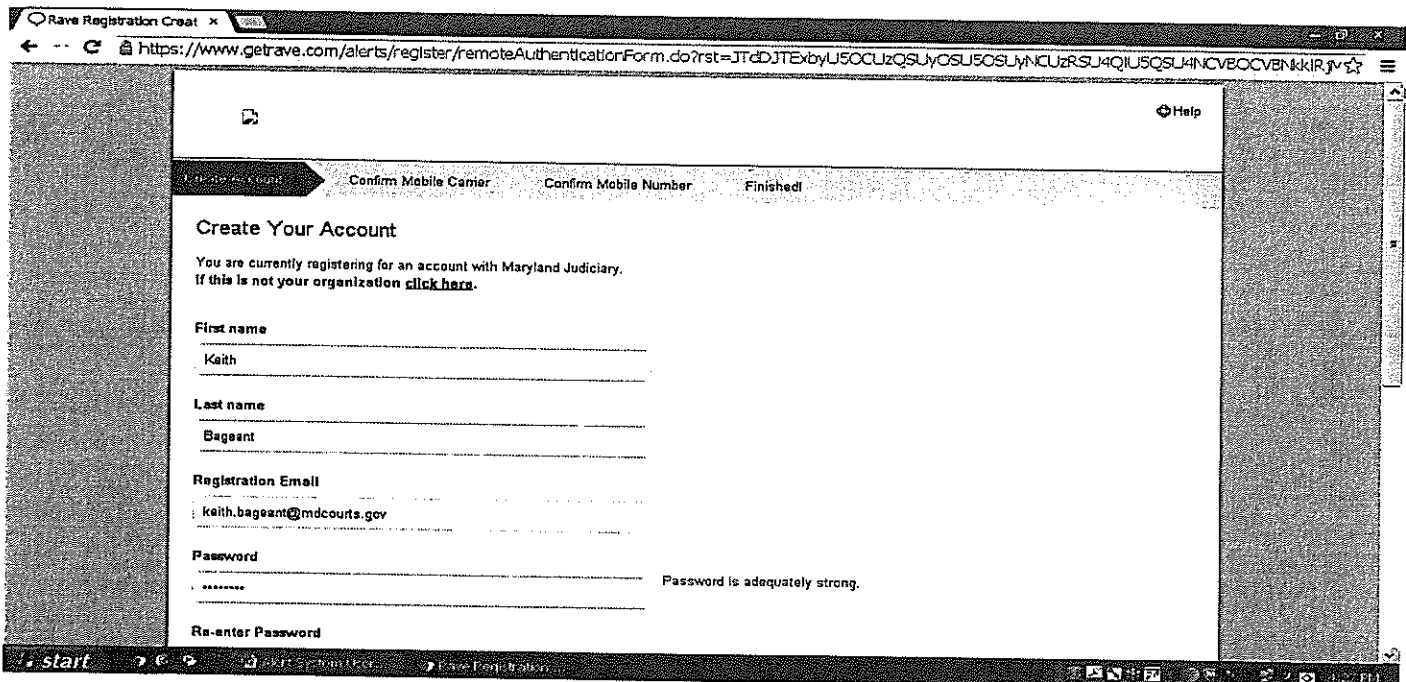 Rave Registration Creat ×
https://www.getrave.com/alerts/register/remoteAuthenticationForm.do?rst=
Help
Confirm Mobile Carrier Confirm Mobile Number Finished!
Create Your Account
You are currently registering for an account with Maryland Judiciary.
If this is not your organization click here.
First name
Keith
Last name
Bageant
Registration Email
keith.bageant@mdcourts.gov
Password
•••••••• Password is adequately strong.
Re-enter Password
start Rave Registration